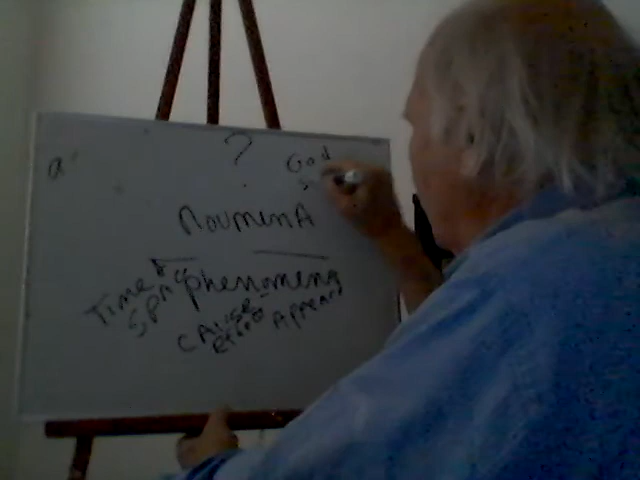 ?
God
a
NoumenA
Time &
Space phenomena
CAUSE
Effect Appear